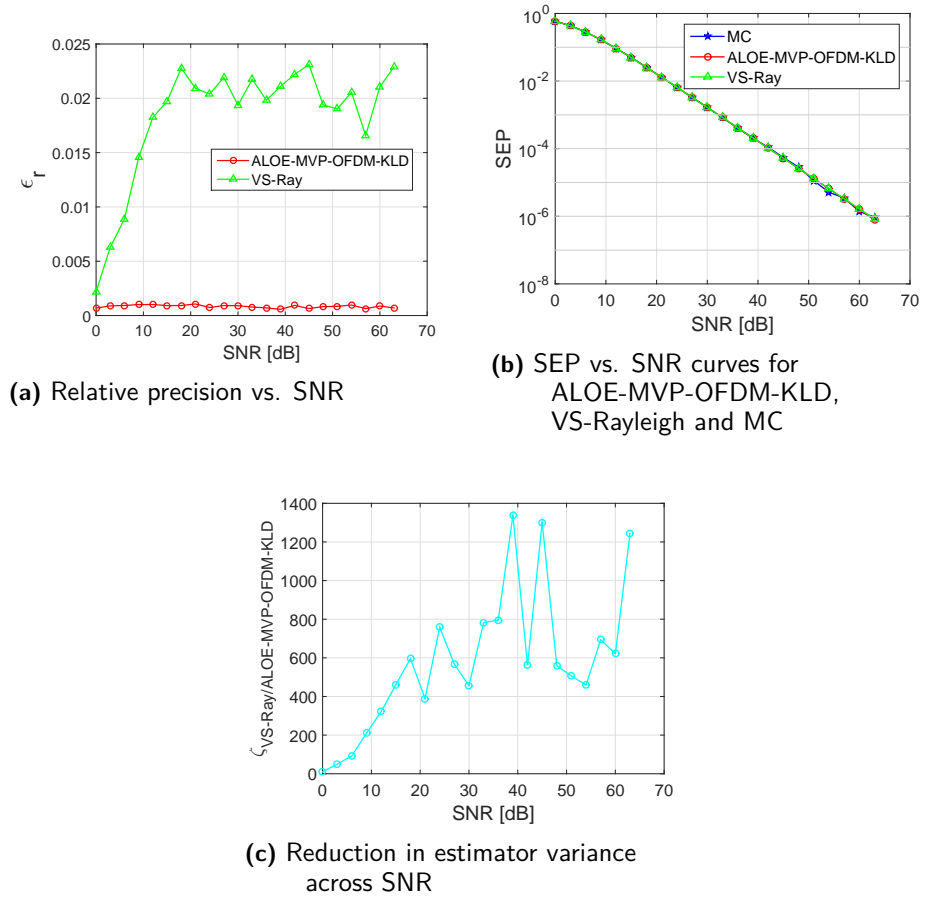 0.025
0.02
0.015
0.01
0.005
0
ϵr
ALOE-MVP-OFDM-KLD
VS-Ray
0 10 20 30 40 50 60 70
SNR [dB]
(a) Relative precision vs. SNR
10^0
10^-2
10^-4
10^-6
10^-8
SEP
MC
ALOE-MVP-OFDM-KLD
VS-Ray
0 10 20 30 40 50 60 70
SNR [dB]
(b) SEP vs. SNR curves for
ALOE-MVP-OFDM-KLD,
VS-Rayleigh and MC
1400
1200
1000
800
600
400
200
0
ζVS-Ray/ALOE-MVP-OFDM-KLD
0 10 20 30 40 50 60 70
SNR [dB]
(c) Reduction in estimator variance
across SNR